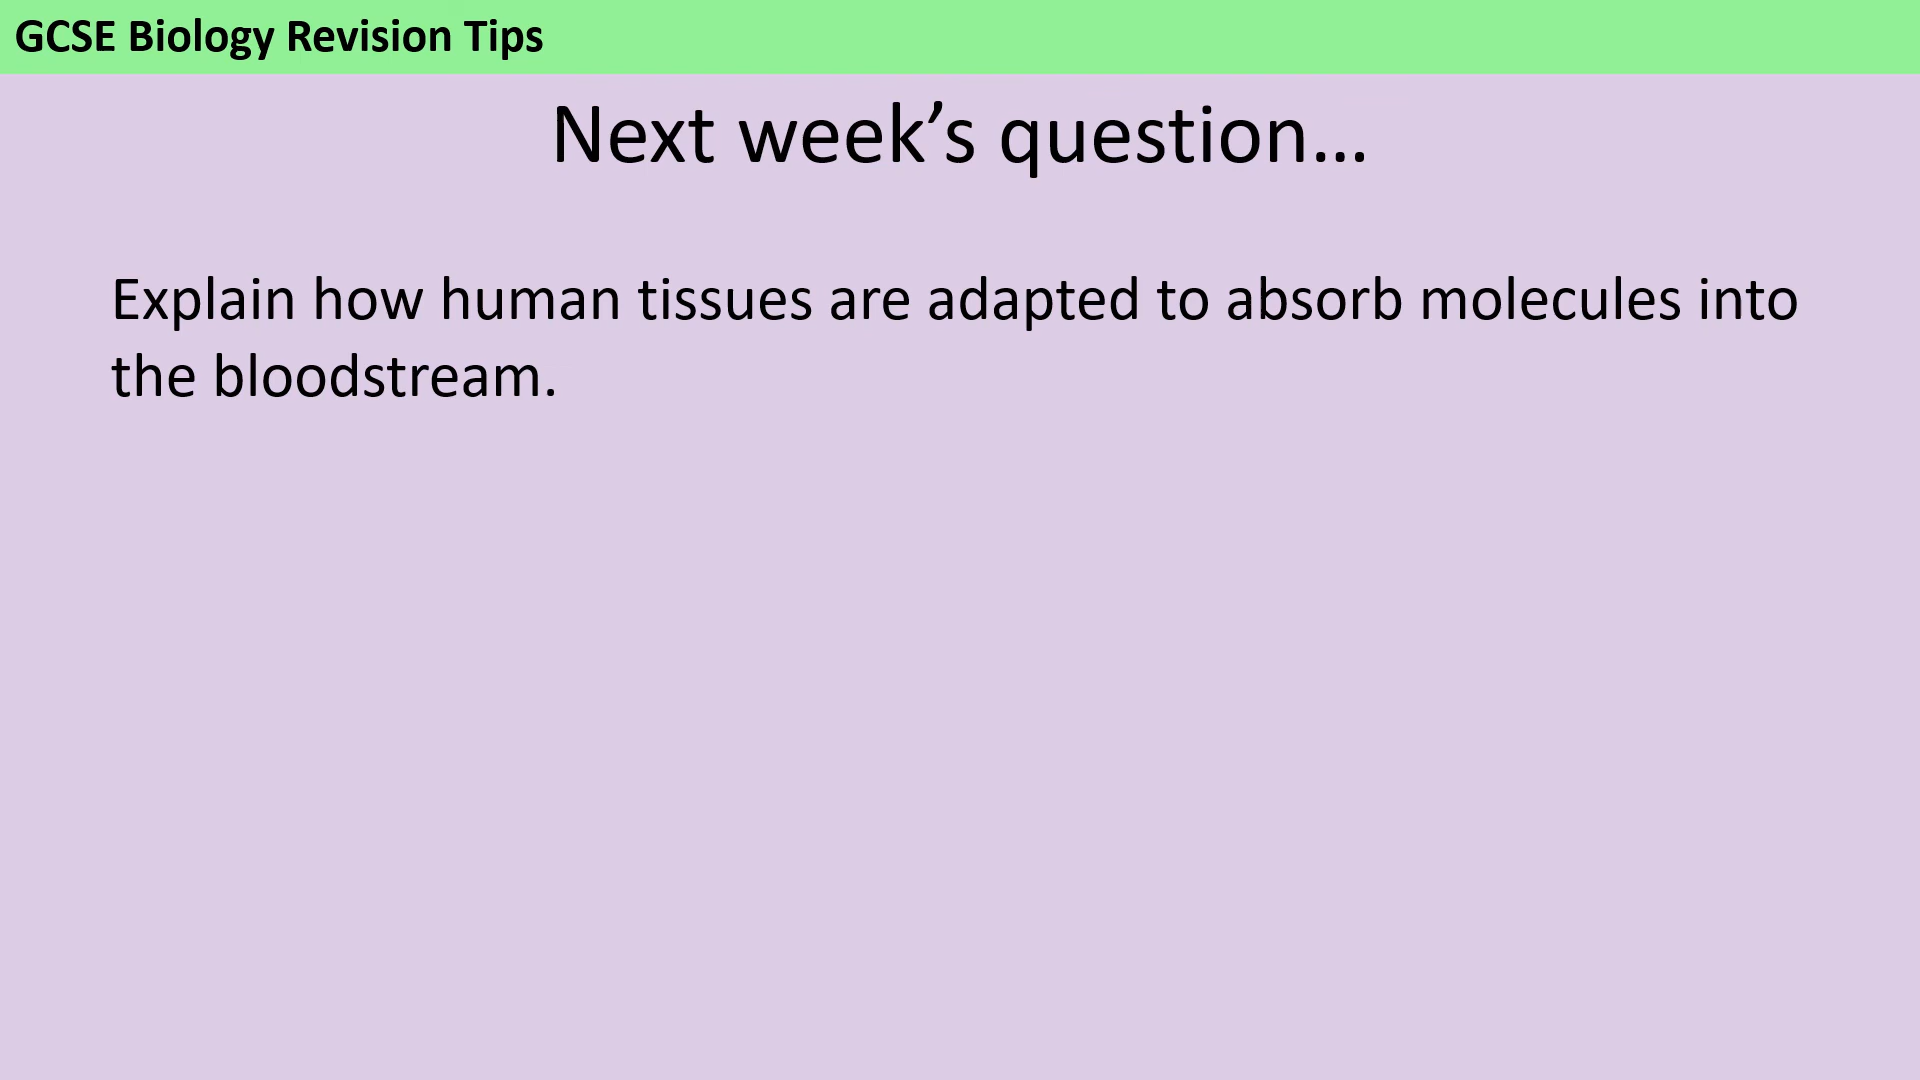 GCSE Biology Revision Tips
Next week’s question…
Explain how human tissues are adapted to absorb molecules into
the bloodstream.